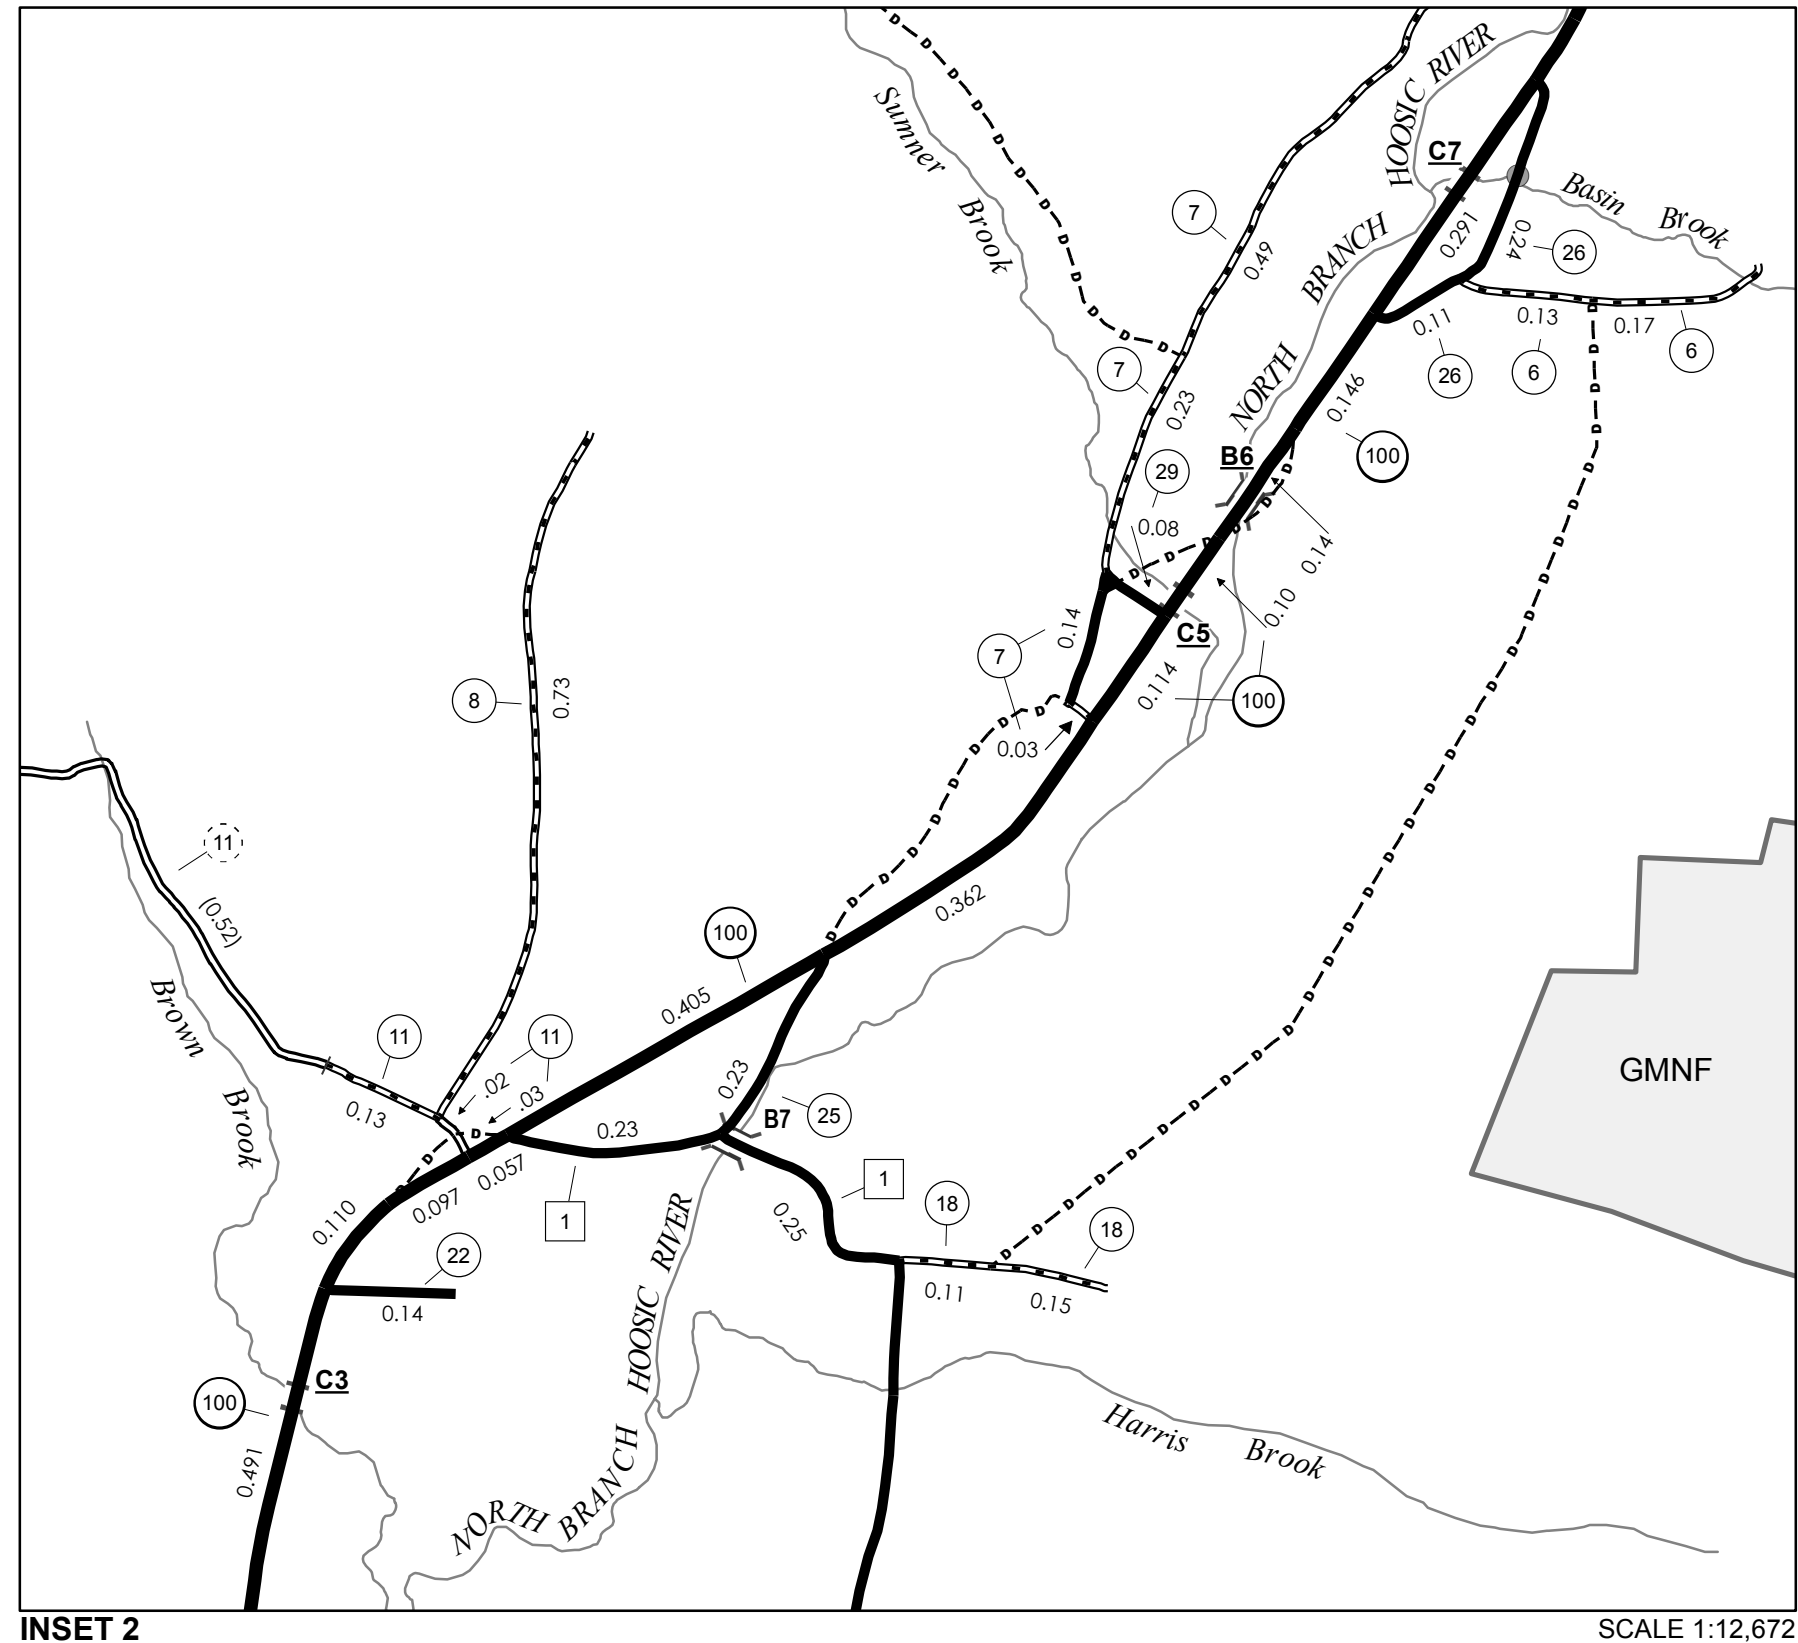 HOOSIC RIVER
Sumner Brook
C7
Basin Brook
7
0.49
0.291
0.24
26
NORTH BRANCH
0.11
0.13
0.17
26
6
6
7
0.23
0.146
100
B6
29
0.08
0.14
0.10
C5
0.14
7
0.114
100
0.03
8
0.73
11
(0.52)
0.362
100
0.405
Brown Brook
11
11
.02
.03
0.13
0.23
25
B7
0.23
GMNF
0.057
0.097
0.110
1
1
0.25
18
18
22
0.14
0.11
0.15
C3
100
0.491
NORTH BRANCH HOOSIC RIVER
Harris Brook
D D D D D D D D D D D D
D D D D D D
D D D D D D D D D D
D D
D D D D D D D D D D D D D D D D D D D D D D D D D
INSET 2
SCALE 1:12,672